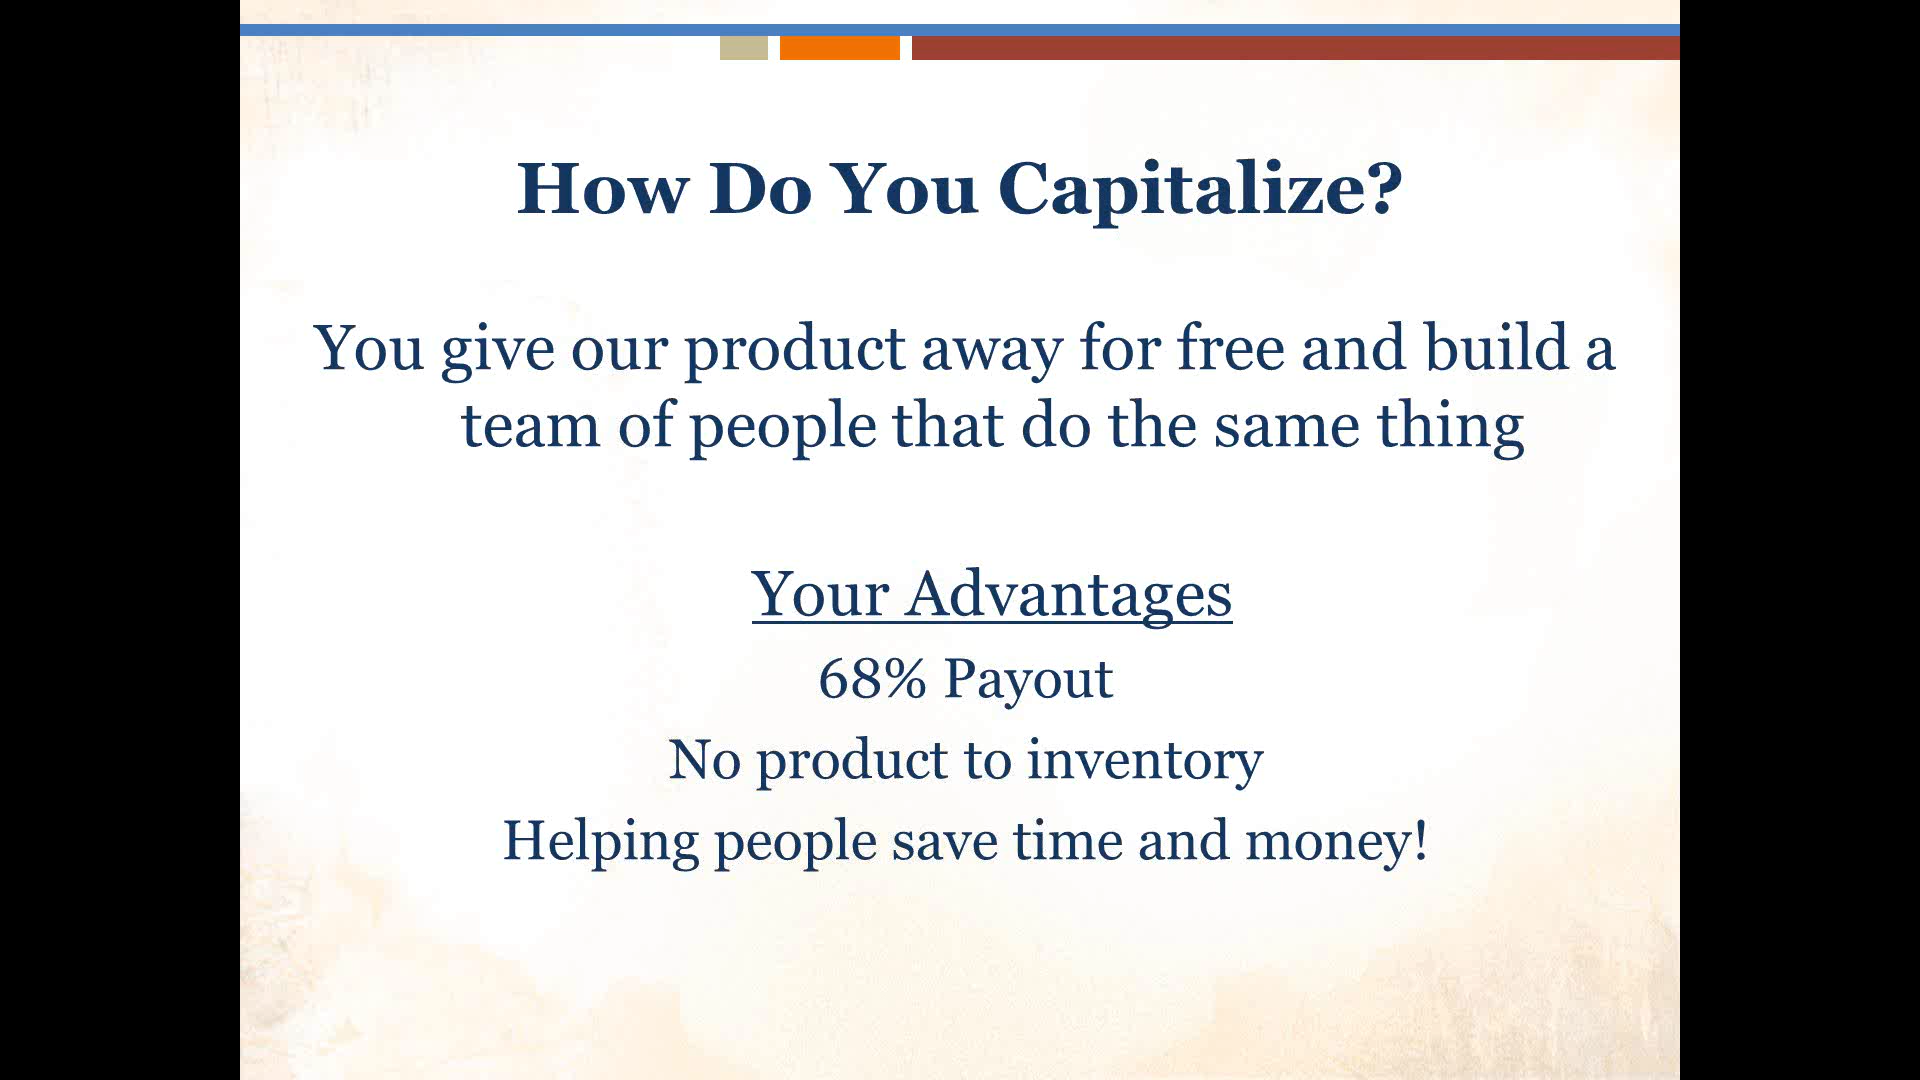 How Do You Capitalize?
You give our product away for free and build a
team of people that do the same thing
Your Advantages
68% Payout
No product to inventory
Helping people save time and money!